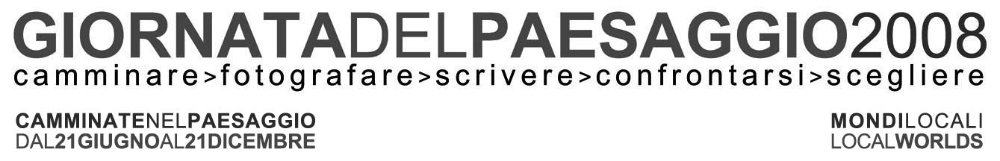 GIORNATADELPAESAGGIO2008
camminare>fotografare>scrivere>confrontarsi>scegliere
CAMMINATENELPAESAGGIO
DAL21GIUGNOAL21DICEMBRE
MONDILOCALI
LOCALWORLDS